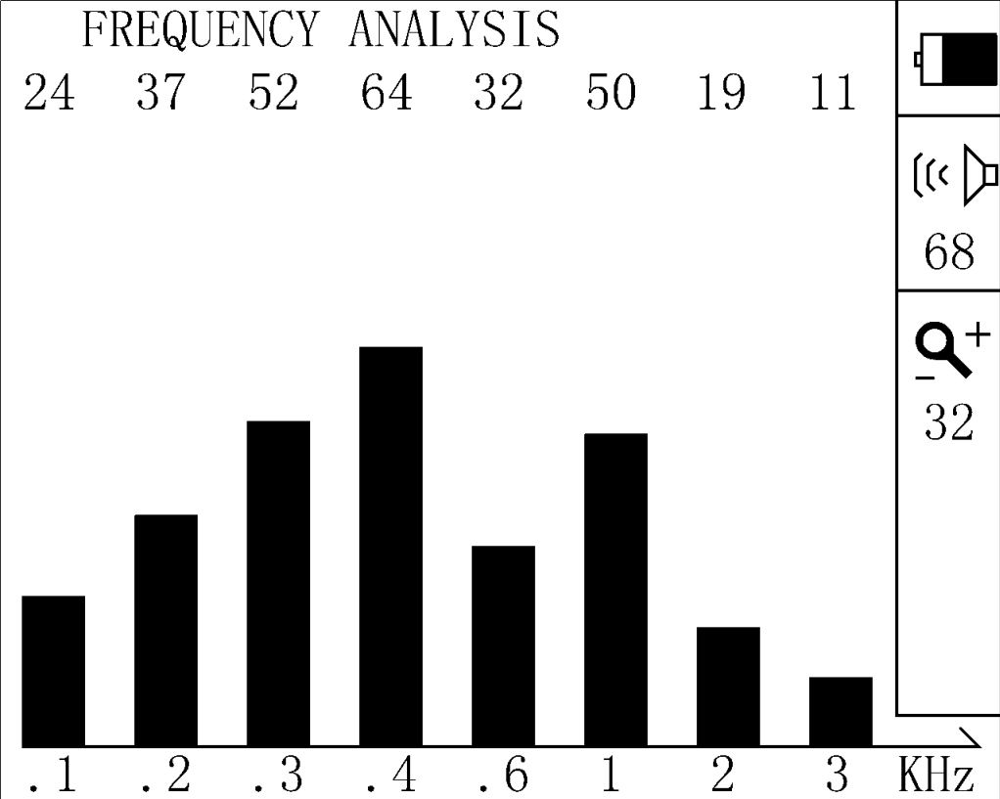 FREQUENCY ANALYSIS
24 37 52 64 32 50 19 11
68
+
-
32
.1 .2 .3 .4 .6 1 2 3 KHz